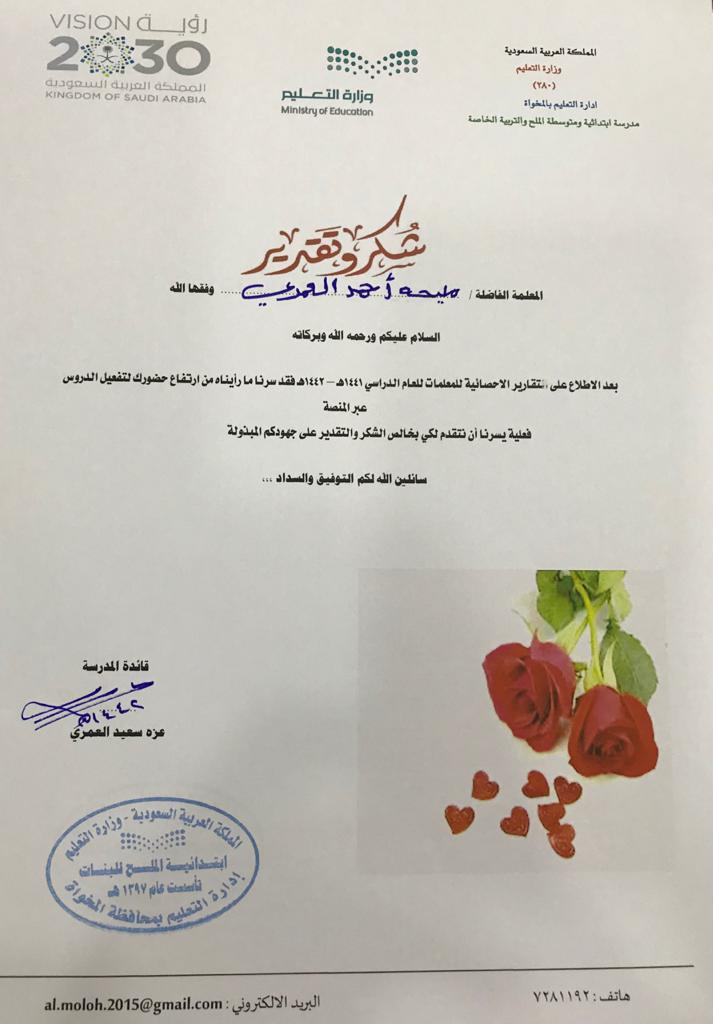 المملكة العربية السعودية
وزارة التعليم
(٢٨٠)
ادارة التعليم بالمخواة
مدرسة ابتدائية ومتوسطة الملح والتربية الخاصة
وزارة التعليم
Ministry of Education
VISION رؤية
2030
المملكة العربية السعودية
KINGDOM OF SAUDI ARABIA
شكر وتقدير
المعلمة الفاضلة / مليحه أحمد العمري وفقها الله
السلام عليكم ورحمه الله وبركاته
بعد الاطلاع على التقارير الاحصائية للمعلمات للعام الدراسي ١٤٤١هـ – ١٤٤٢هـ فقد سرنا ما رأيناه من ارتفاع حضورك لتفعيل الدروس
عبر المنصة
فعلية يسرنا أن نتقدم لكي بخالص الشكر والتقدير على جهودكم المبذولة
سائلين الله لكم التوفيق والسداد ،،،
قائدة المدرسة
١٤٤٢هـ
عزه سعيد العمري
المملكة العربية السعودية - وزارة التعليم
ابتدائية الملح للبنات
تأسست عام ١٣٩٧ هـ
إدارة التعليم بمحافظة المخواة
هاتف : ٧٢٨١١٩٢
البريد الالكتروني : al.moloh.2015@gmail.com